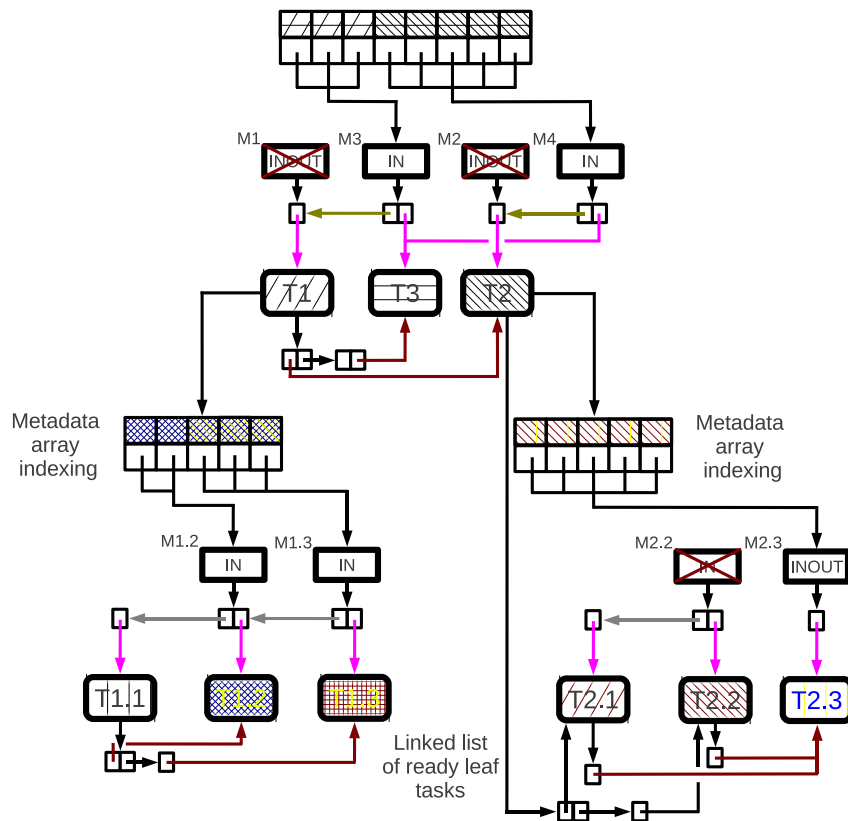 M1
M3
M2
M4
INOUT
IN
INOUT
IN
T1
T3
T2
Metadata
array
indexing
Metadata
array
indexing
M1.2
M1.3
M2.2
M2.3
IN
IN
IN
INOUT
T1.1
T1.2
T1.3
T2.1
T2.2
T2.3
Linked list
of ready leaf
tasks